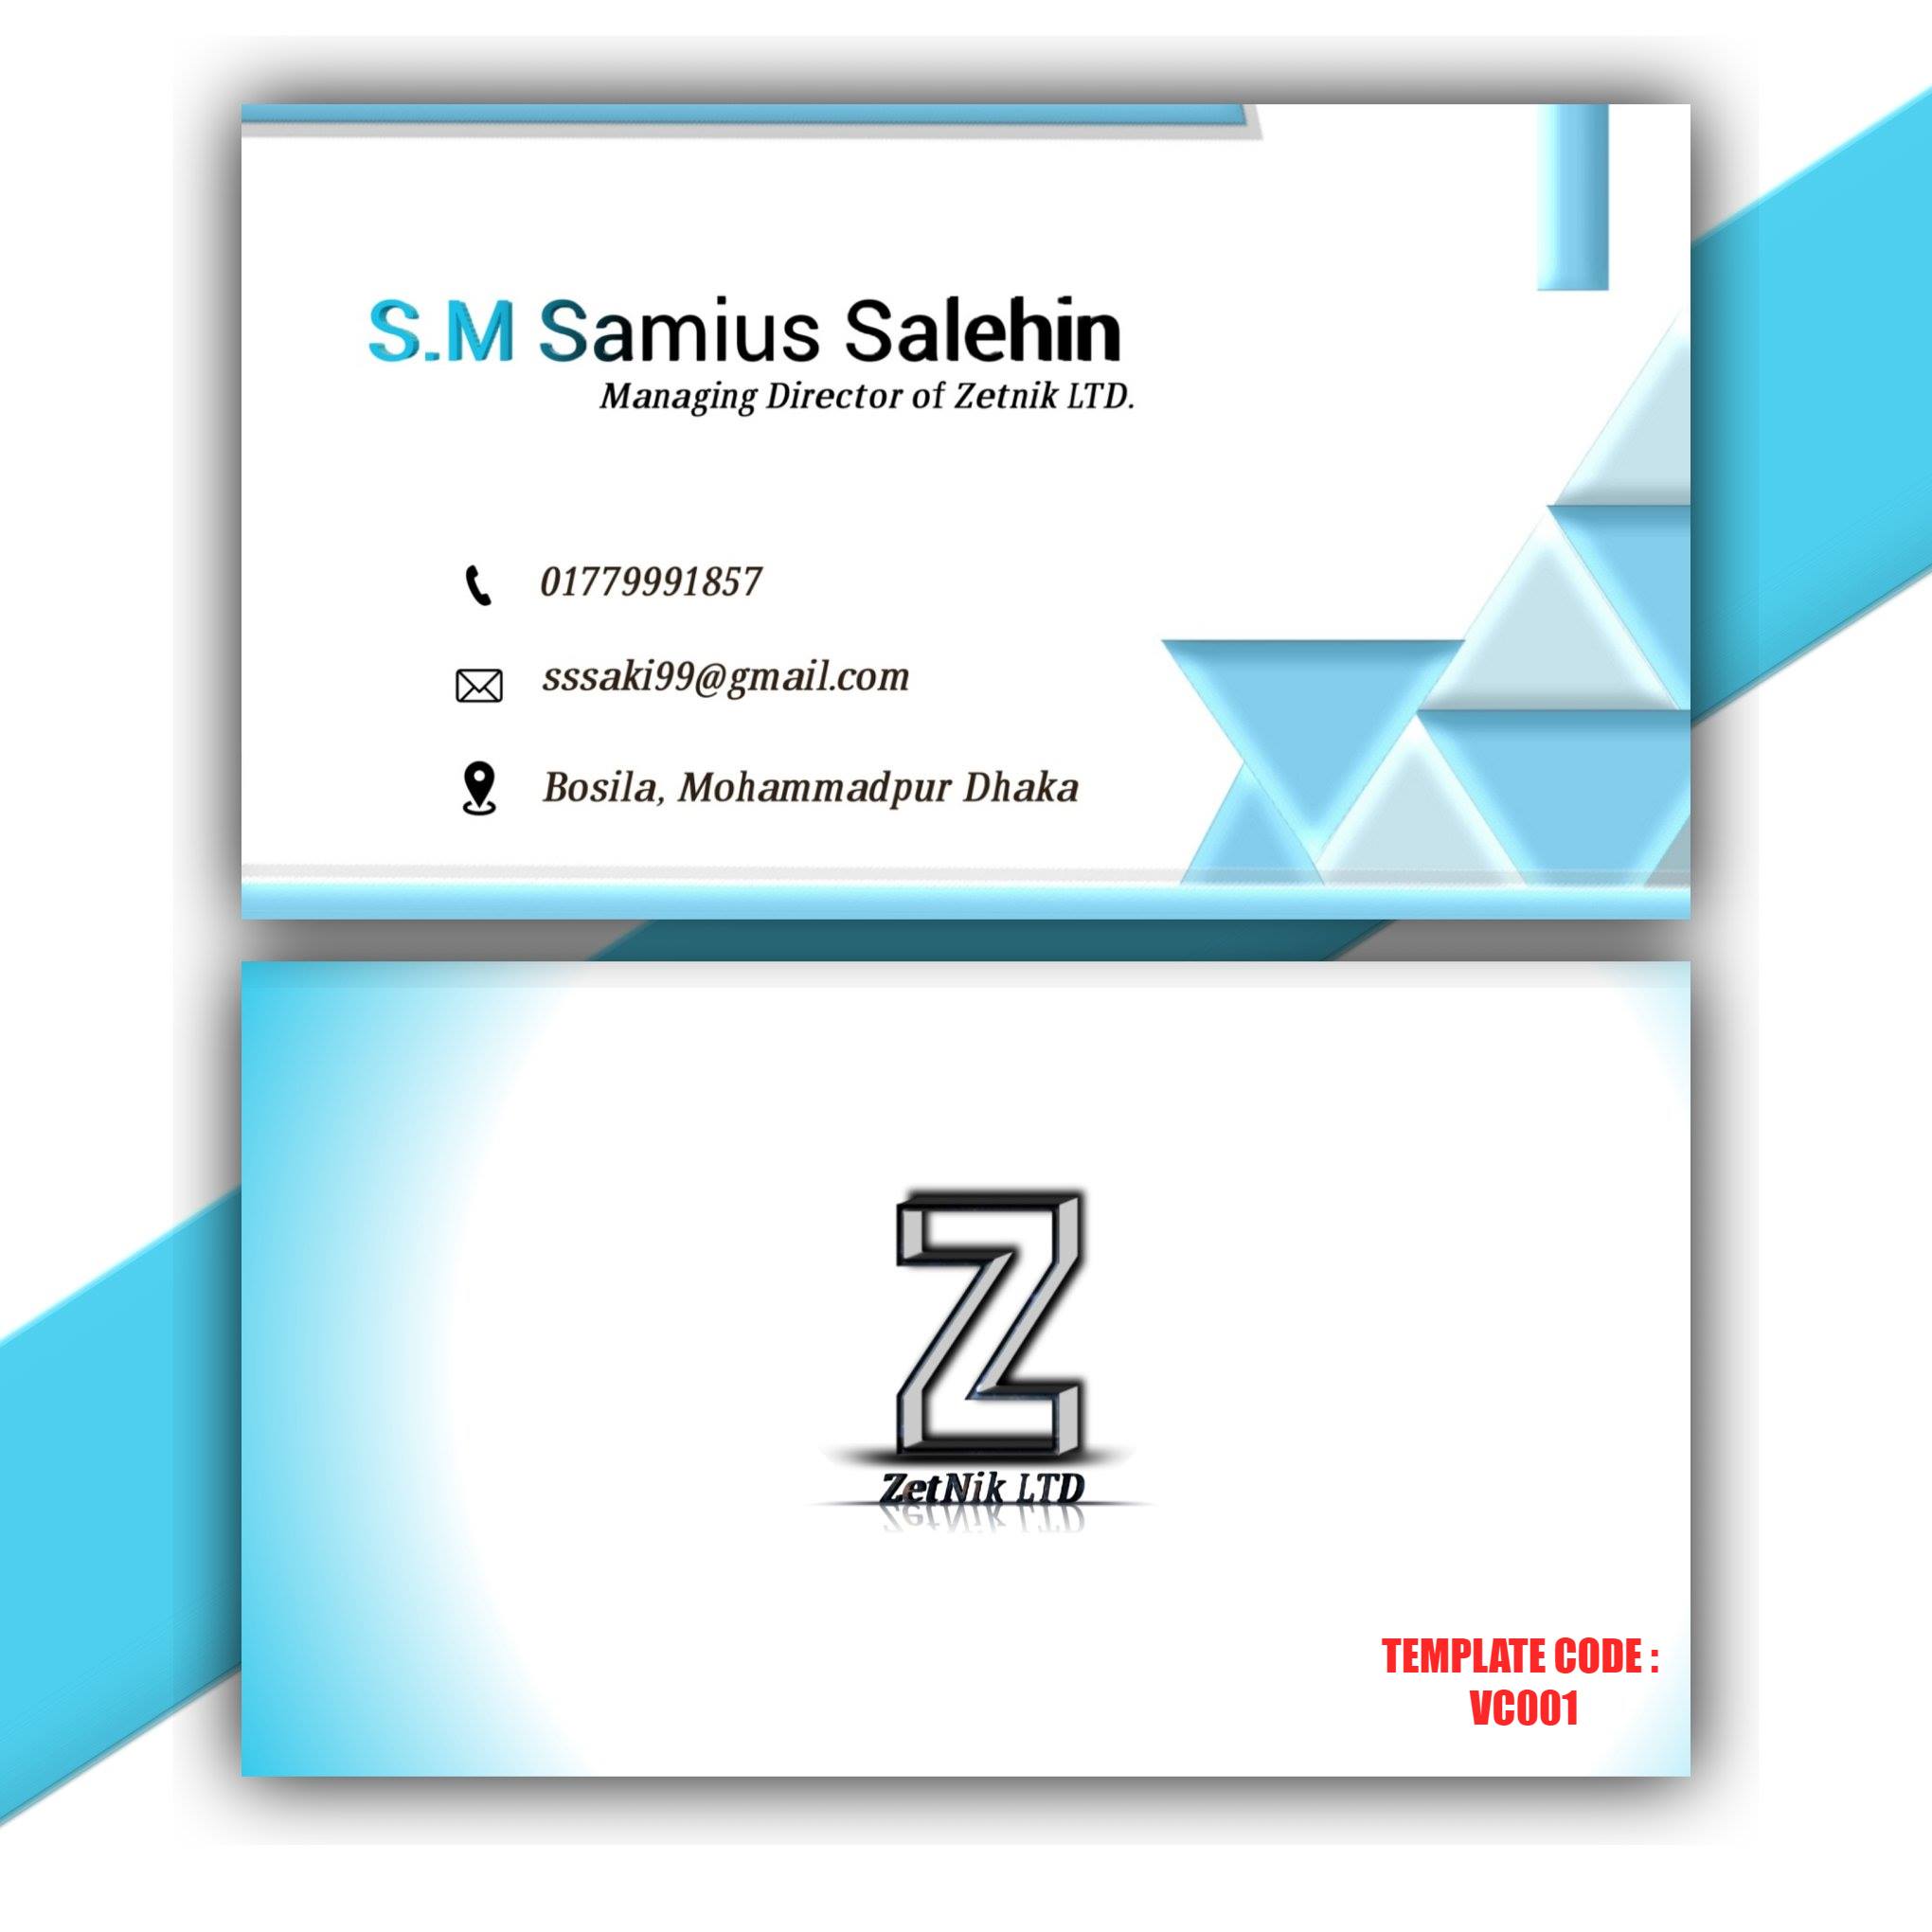 S.M Samius Salehin
Managing Director of Zetnik LTD.
01779991857
sssaki99@gmail.com
Bosila, Mohammadpur Dhaka
Z
ZetNik LTD
TEMPLATE CODE :
VC001